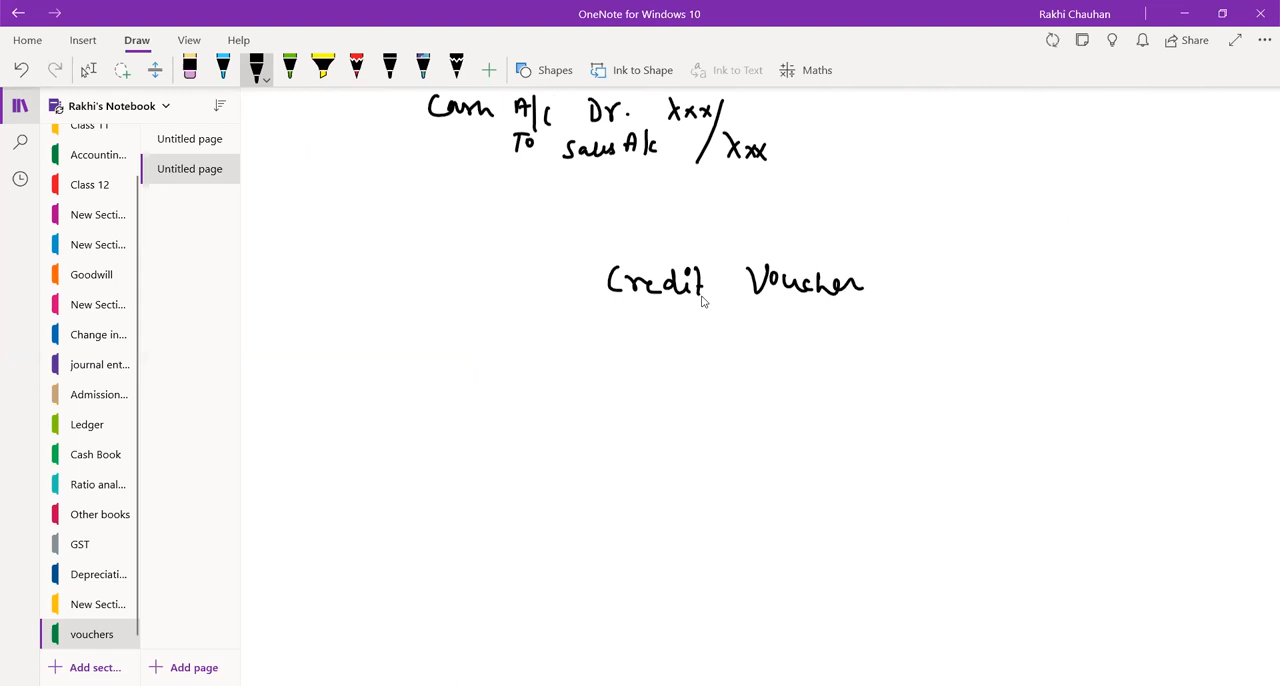 OneNote for Windows 10
Rakhi Chauhan
Home Insert Draw View Help
Share
Shapes Ink to Shape Ink to Text Maths
Rakhi's Notebook
Class 11
Accountin...
Class 12
New Secti...
New Secti...
Goodwill
New Secti...
Change in...
journal ent...
Admission...
Ledger
Cash Book
Ratio anal...
Other books
GST
Depreciati...
New Secti...
vouchers
Add sect...
Untitled page
Untitled page
Add page
Cash A/c Dr. xxx
To Sales A/c xxx
Credit Voucher